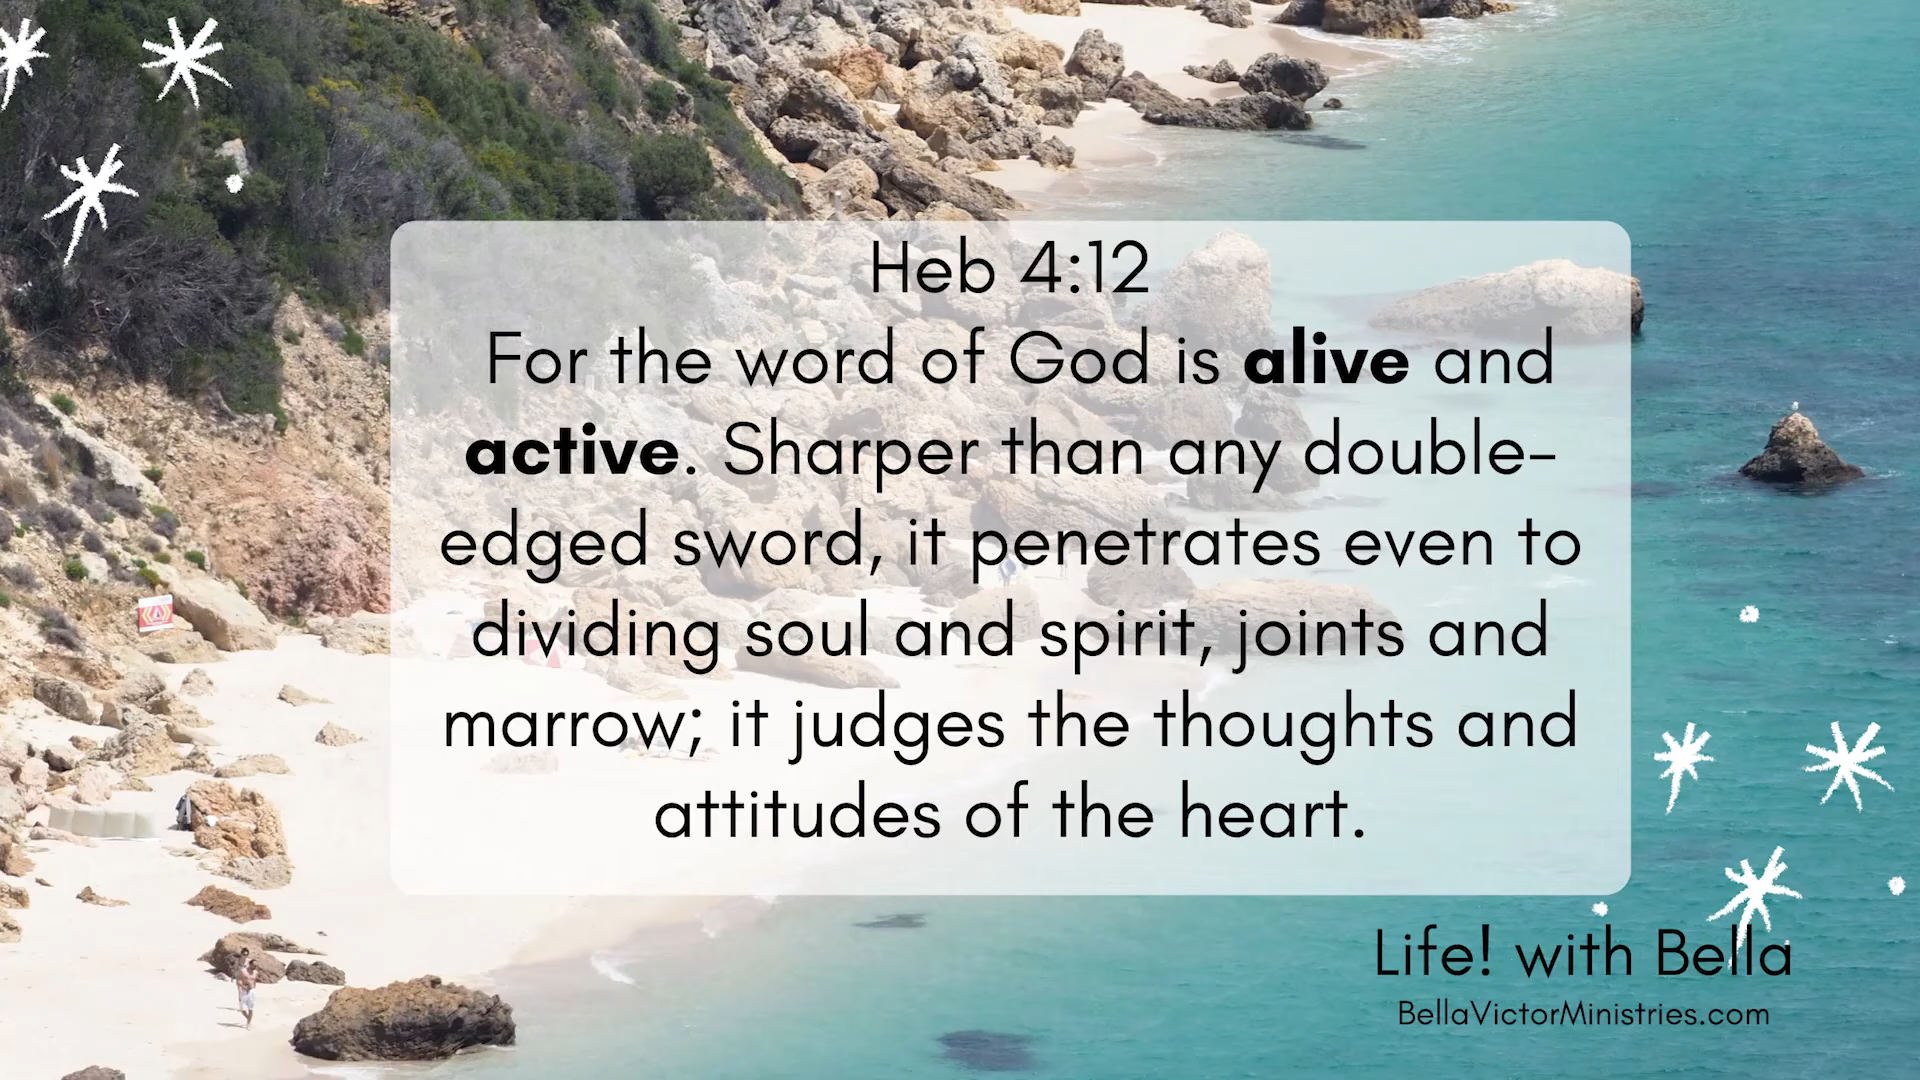 Heb 4:12
For the word of God is alive and
active. Sharper than any double-
edged sword, it penetrates even to
dividing soul and spirit, joints and
marrow; it judges the thoughts and
attitudes of the heart.
Life! with Bella
BellaVictorMinistries.com